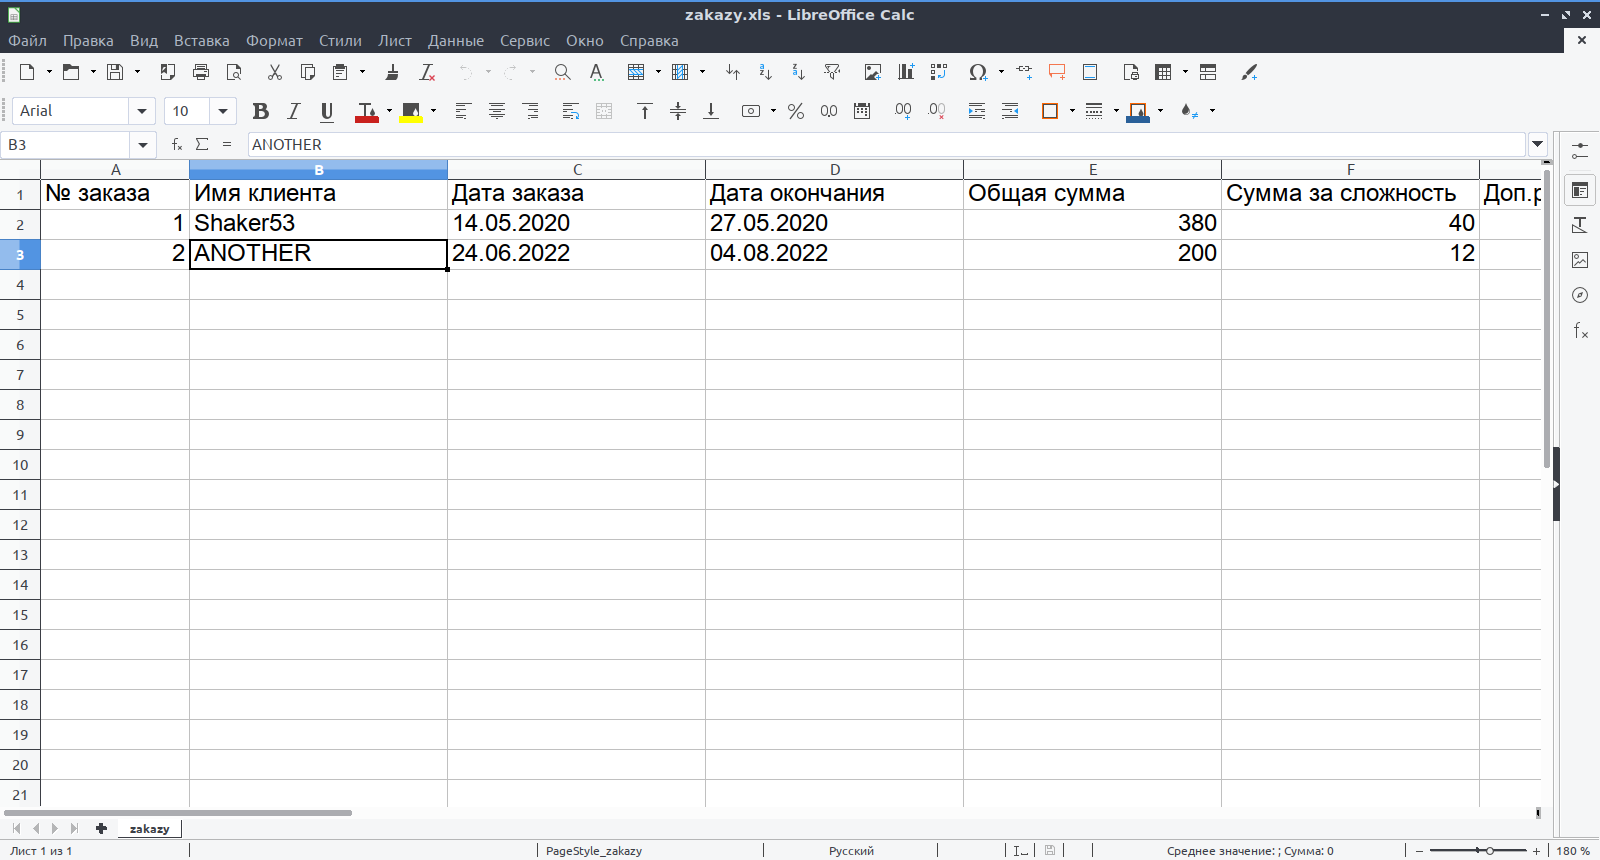 zakazy.xls - LibreOffice Calc
Файл Правка Вид Вставка Формат Стили Лист Данные Сервис Окно Справка
Arial 10
B3 ANOTHER
A B C D E F
1 № заказа Имя клиента Дата заказа Дата окончания Общая сумма Сумма за сложность Доп.р
2 1 Shaker53 14.05.2020 27.05.2020 380 40
3 2 ANOTHER 24.06.2022 04.08.2022 200 12
4
5
6
7
8
9
10
11
12
13
14
15
16
17
18
19
20
21
zakazy
Лист 1 из 1 PageStyle_zakazy Русский Среднее значение: ; Сумма: 0 180 %